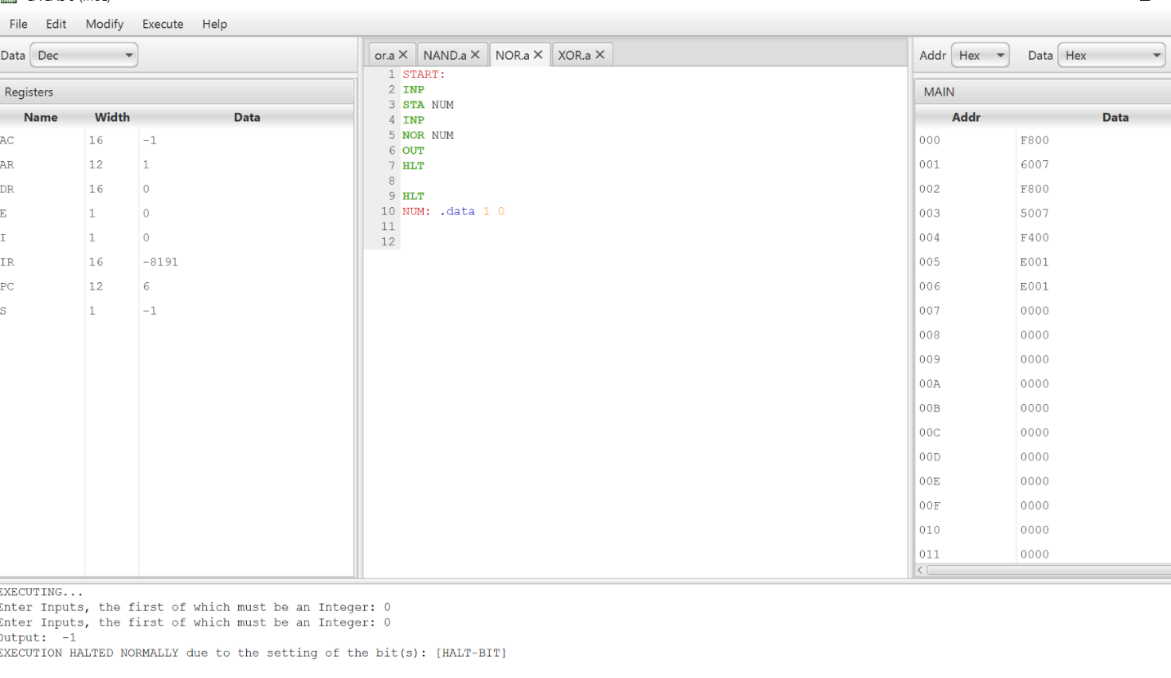 File Edit Modify Execute Help
Data Dec
or.a X NAND.a X NOR.a X XOR.a X
Addr Hex Data Hex
Registers
MAIN
Name Width Data
Addr Data
AC 16 -1
AR 12 1
DR 16 0
E 1 0
I 1 0
IR 16 -8191
PC 12 6
S 1 -1
1 START:
2 INP
3 STA NUM
4 INP
5 NOR NUM
6 OUT
7 HLT
8
9 HLT
10 NUM: .data 1 0
11
12
000 F800
001 6007
002 F800
003 5007
004 F400
005 E001
006 E001
007 0000
008 0000
009 0000
00A 0000
00B 0000
00C 0000
00D 0000
00E 0000
00F 0000
010 0000
011 0000
EXECUTING...
Enter Inputs, the first of which must be an Integer: 0
Enter Inputs, the first of which must be an Integer: 0
Output: -1
EXECUTION HALTED NORMALLY due to the setting of the bit(s): [HALT-BIT]